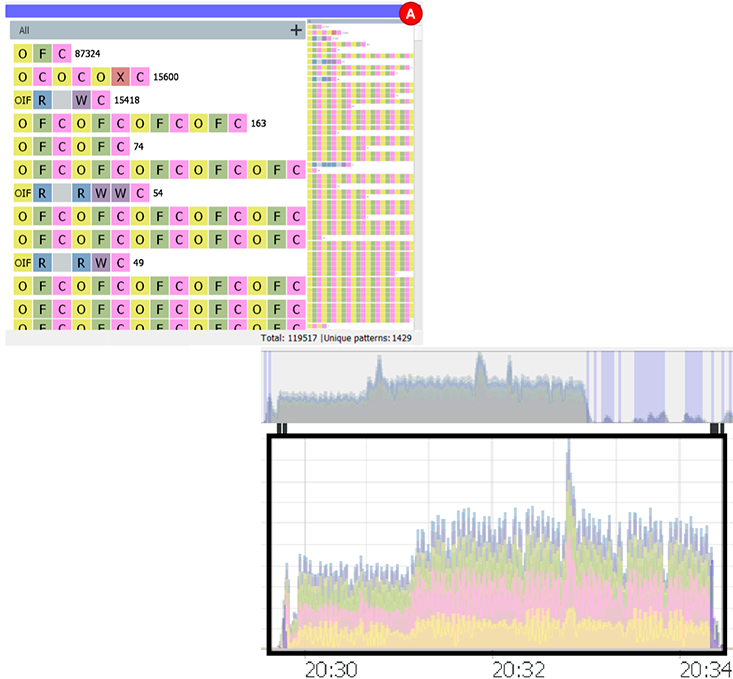 A
All +
O F C 87324
O C O C O X C 15600
OIF R W C 15418
O F C O F C O F C O F C 163
O F C O F C 74
O F C O F C O F C O F C O F C
OIF R R W W C 54
O F C O F C O F C O F C O F C
O F C O F C O F C O F C O F C
OIF R R W C 49
O F C O F C O F C O F C O F C
O F C O F C O F C O F C O F C
O F C O F C O F C O F C O F C
Total: 119517 |Unique patterns: 1429
20:30 20:32 20:34